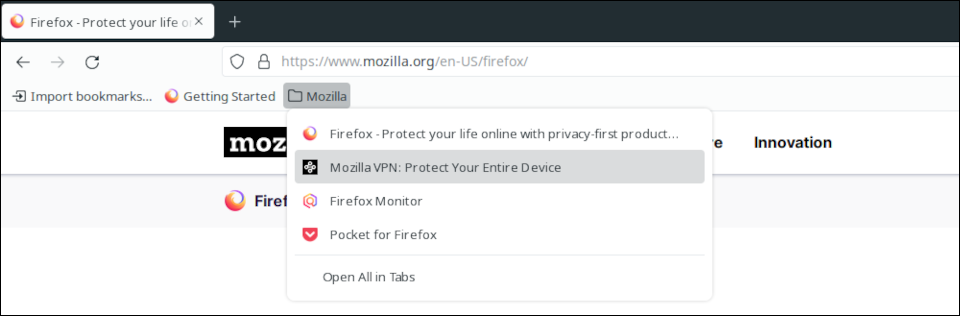 Firefox - Protect your life o
https://www.mozilla.org/en-US/firefox/
Import bookmarks...
Getting Started
Mozilla
moz
re
Innovation
Firef
Firefox - Protect your life online with privacy-first product...
Mozilla VPN: Protect Your Entire Device
Firefox Monitor
Pocket for Firefox
Open All in Tabs